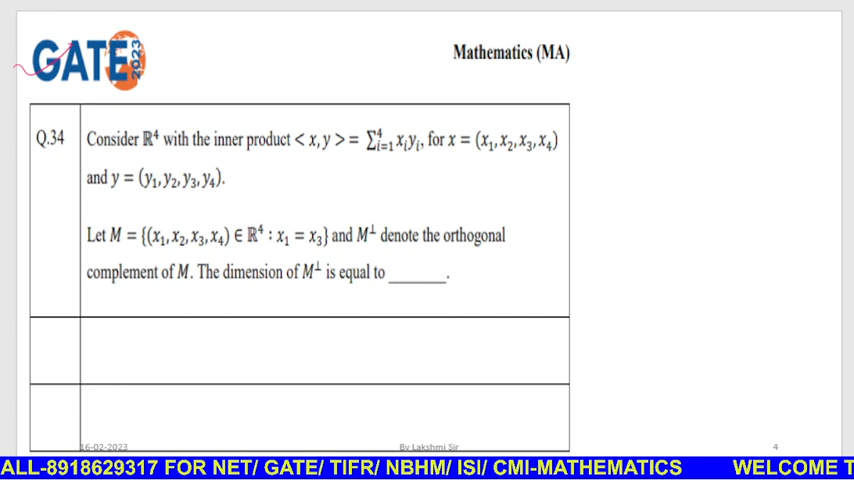 GATE 2023
Mathematics (MA)
Q.34 Consider ℝ⁴ with the inner product < x, y > = ∑⁴ᵢ₌₁ xᵢyᵢ, for x = (x₁, x₂, x₃, x₄)
and y = (y₁, y₂, y₃, y₄).
Let M = {(x₁, x₂, x₃, x₄) ∈ ℝ⁴ : x₁ = x₃} and M⊥ denote the orthogonal
complement of M. The dimension of M⊥ is equal to _______.
16-02-2023 By Lakshmi Sir 4
ALL-8918629317 FOR NET/ GATE/ TIFR/ NBHM/ ISI/ CMI-MATHEMATICS WELCOME T